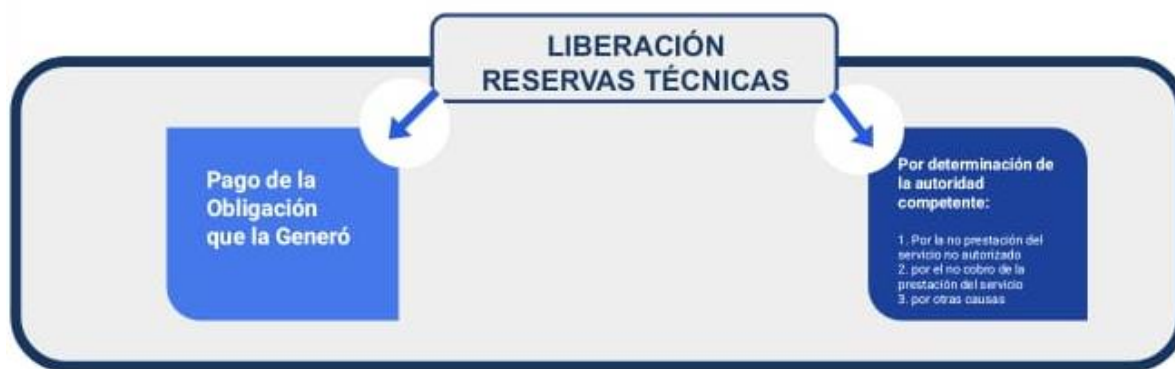 LIBERACIÓN
RESERVAS TÉCNICAS
Pago de la
Obligación
que la Generó
Por determinación de
la autoridad
competente:
1. Por la no prestación del
servicio no autorizado
2. por el no cobro de la
prestación del servicio
3. por otras causas